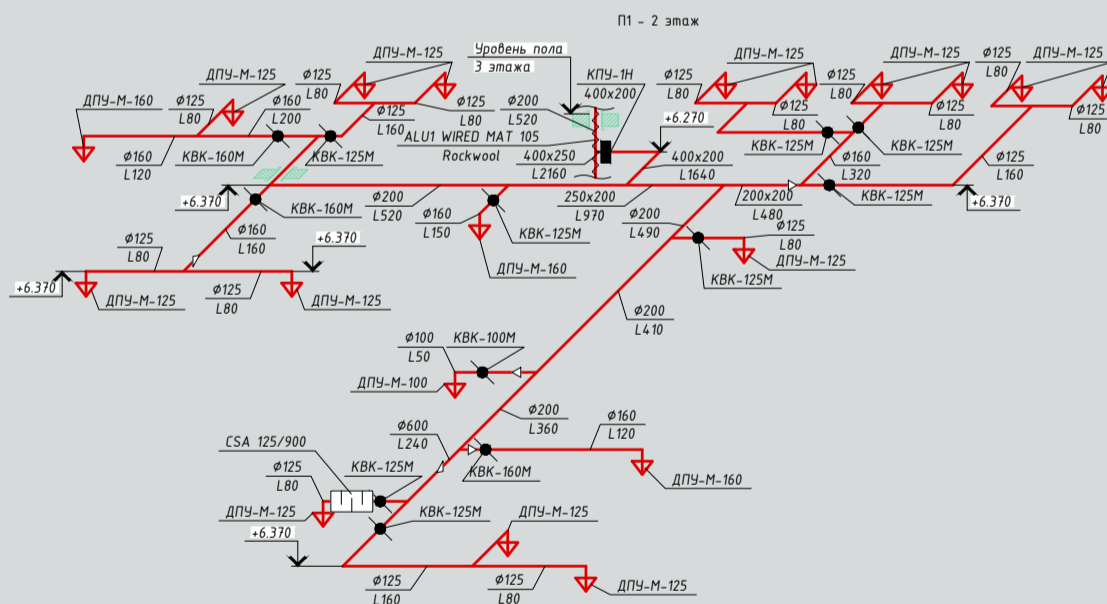 П1 - 2 этаж
Уровень пола
3 этажа
КПУ-1Н
400х200
ДПУ-М-125
ДПУ-М-125
ДПУ-М-125
ДПУ-М-125
ДПУ-М-125
ДПУ-М-160
Ø125
L80
Ø160
L200
Ø125
L80
Ø125
L80
Ø125
L160
Ø200
L520
Ø125
L80
Ø125
L80
Ø125
L80
Ø125
L80
Ø125
L80
Ø125
L80
ALU1 WIRED MAT 105
Rockwool
400х250
L2160
+6.270
400х200
L1640
Ø160
L120
КВК-160М
КВК-125М
КВК-125М
КВК-125М
Ø160
L320
Ø125
L160
+6.370
КВК-160М
Ø200
L520
Ø160
L150
250х200
L970
200х200
L480
КВК-125М
+6.370
Ø160
L160
КВК-125М
ДПУ-М-160
Ø200
L490
Ø125
L80
ДПУ-М-125
КВК-125М
Ø125
L80
+6.370
+6.370
Ø125
L80
ДПУ-М-125
ДПУ-М-125
Ø200
L410
Ø100
L50
КВК-100М
ДПУ-М-100
Ø200
L360
Ø600
L240
Ø160
L120
CSA 125/900
КВК-125М
КВК-160М
ДПУ-М-160
Ø125
L80
ДПУ-М-125
КВК-125М
ДПУ-М-125
+6.370
Ø125
L160
Ø125
L80
ДПУ-М-125